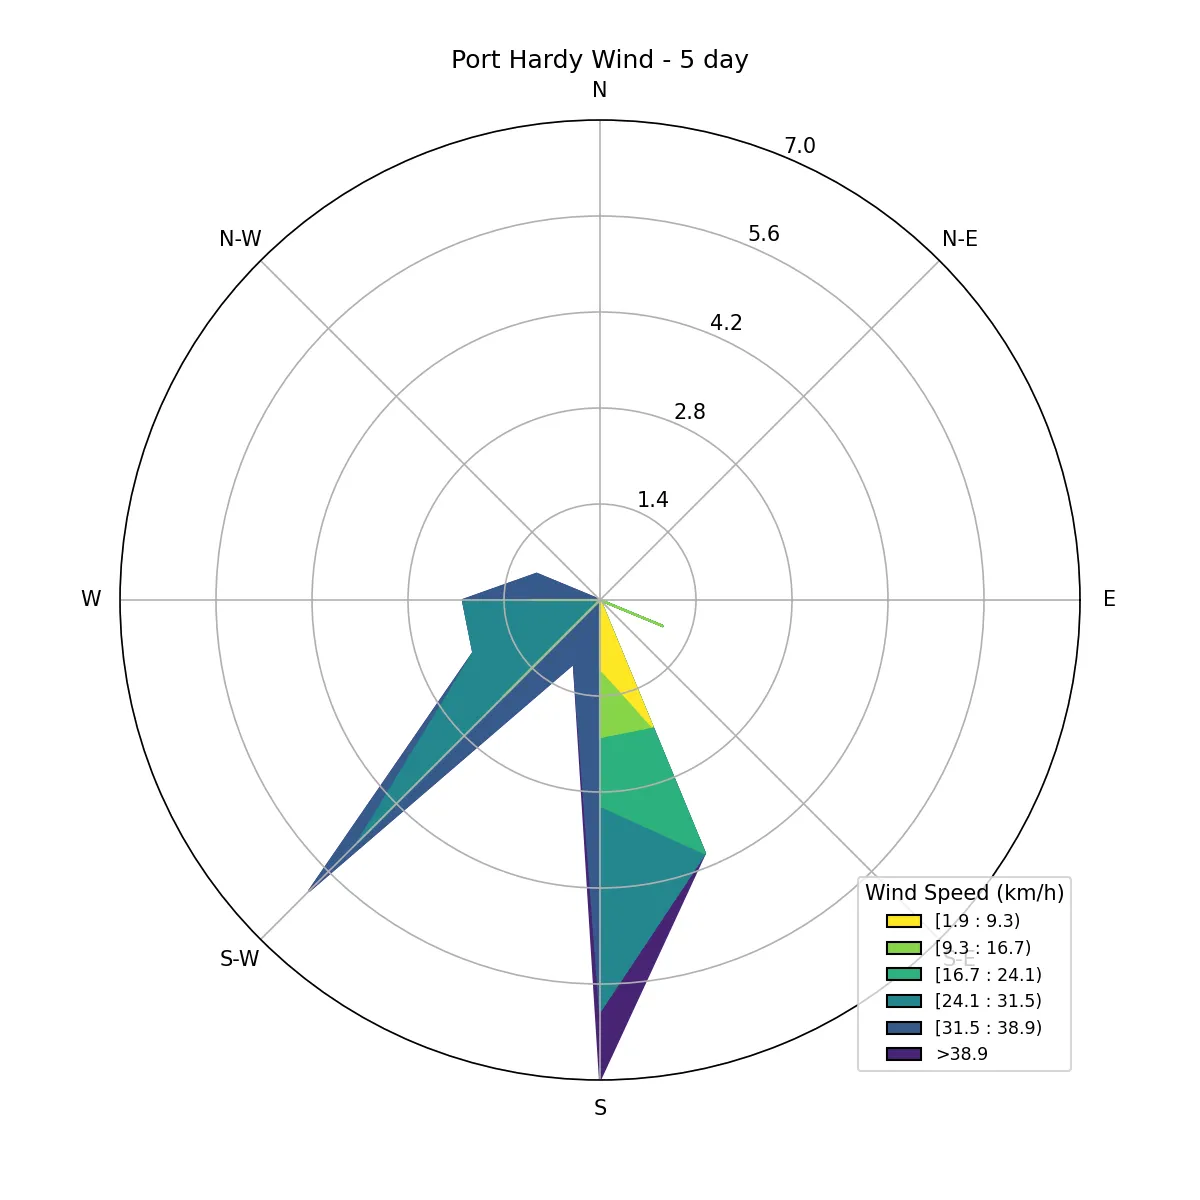 Port Hardy Wind - 5 day
N
7.0
5.6
N-W
N-E
4.2
2.8
1.4
W
E
S-W
S-E
Wind Speed (km/h)
[1.9 : 9.3)
[9.3 : 16.7)
[16.7 : 24.1)
[24.1 : 31.5)
[31.5 : 38.9)
>38.9
S